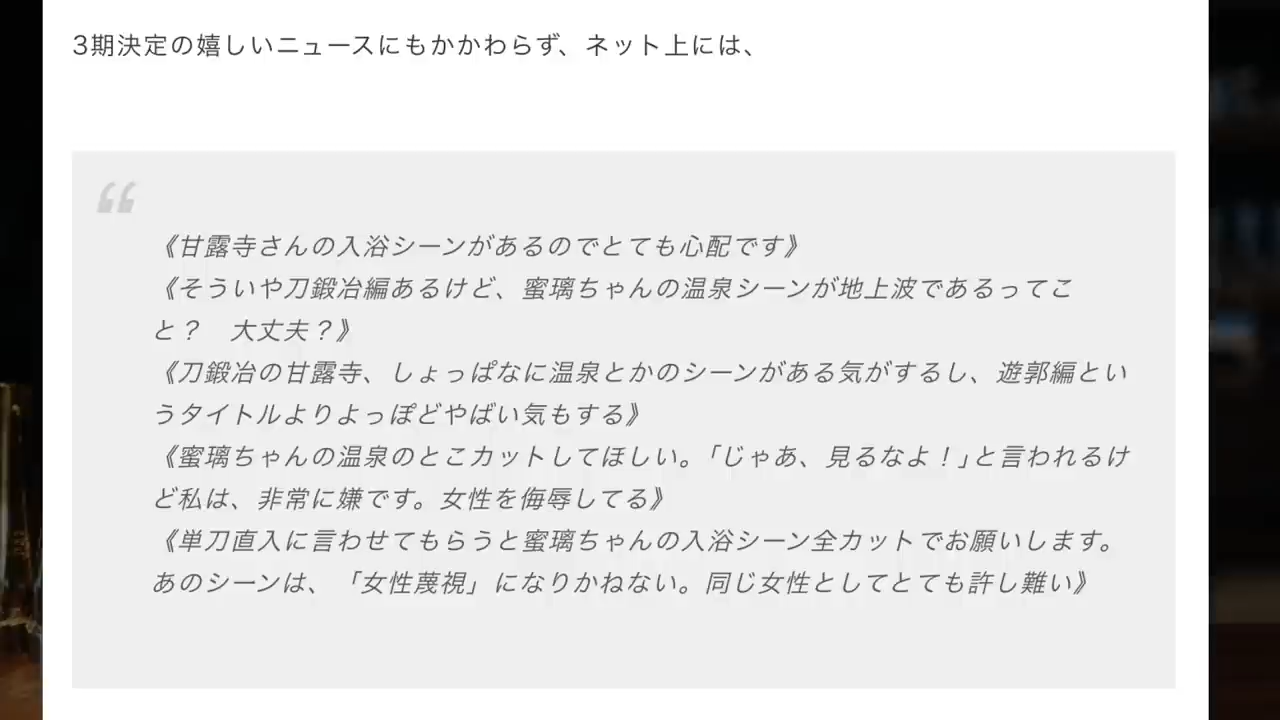 3期決定の嬉しいニュースにもかかわらず、ネット上には、
《甘露寺さんの入浴シーンがあるのでとても心配です》
《そういや刀鍛冶編あるけど、蜜璃ちゃんの温泉シーンが地上波であるってこ
と？　大丈夫？》
《刀鍛冶の甘露寺、しょっぱなに温泉とかのシーンがある気がするし、遊郭編とい
うタイトルよりよっぽどやばい気もする》
《蜜璃ちゃんの温泉のとこカットしてほしい。「じゃあ、見るなよ！」と言われるけ
ど私は、非常に嫌です。女性を侮辱してる》
《単刀直入に言わせてもらうと蜜璃ちゃんの入浴シーン全カットでお願いします。
あのシーンは、「女性蔑視」になりかねない。同じ女性としてとても許し難い》